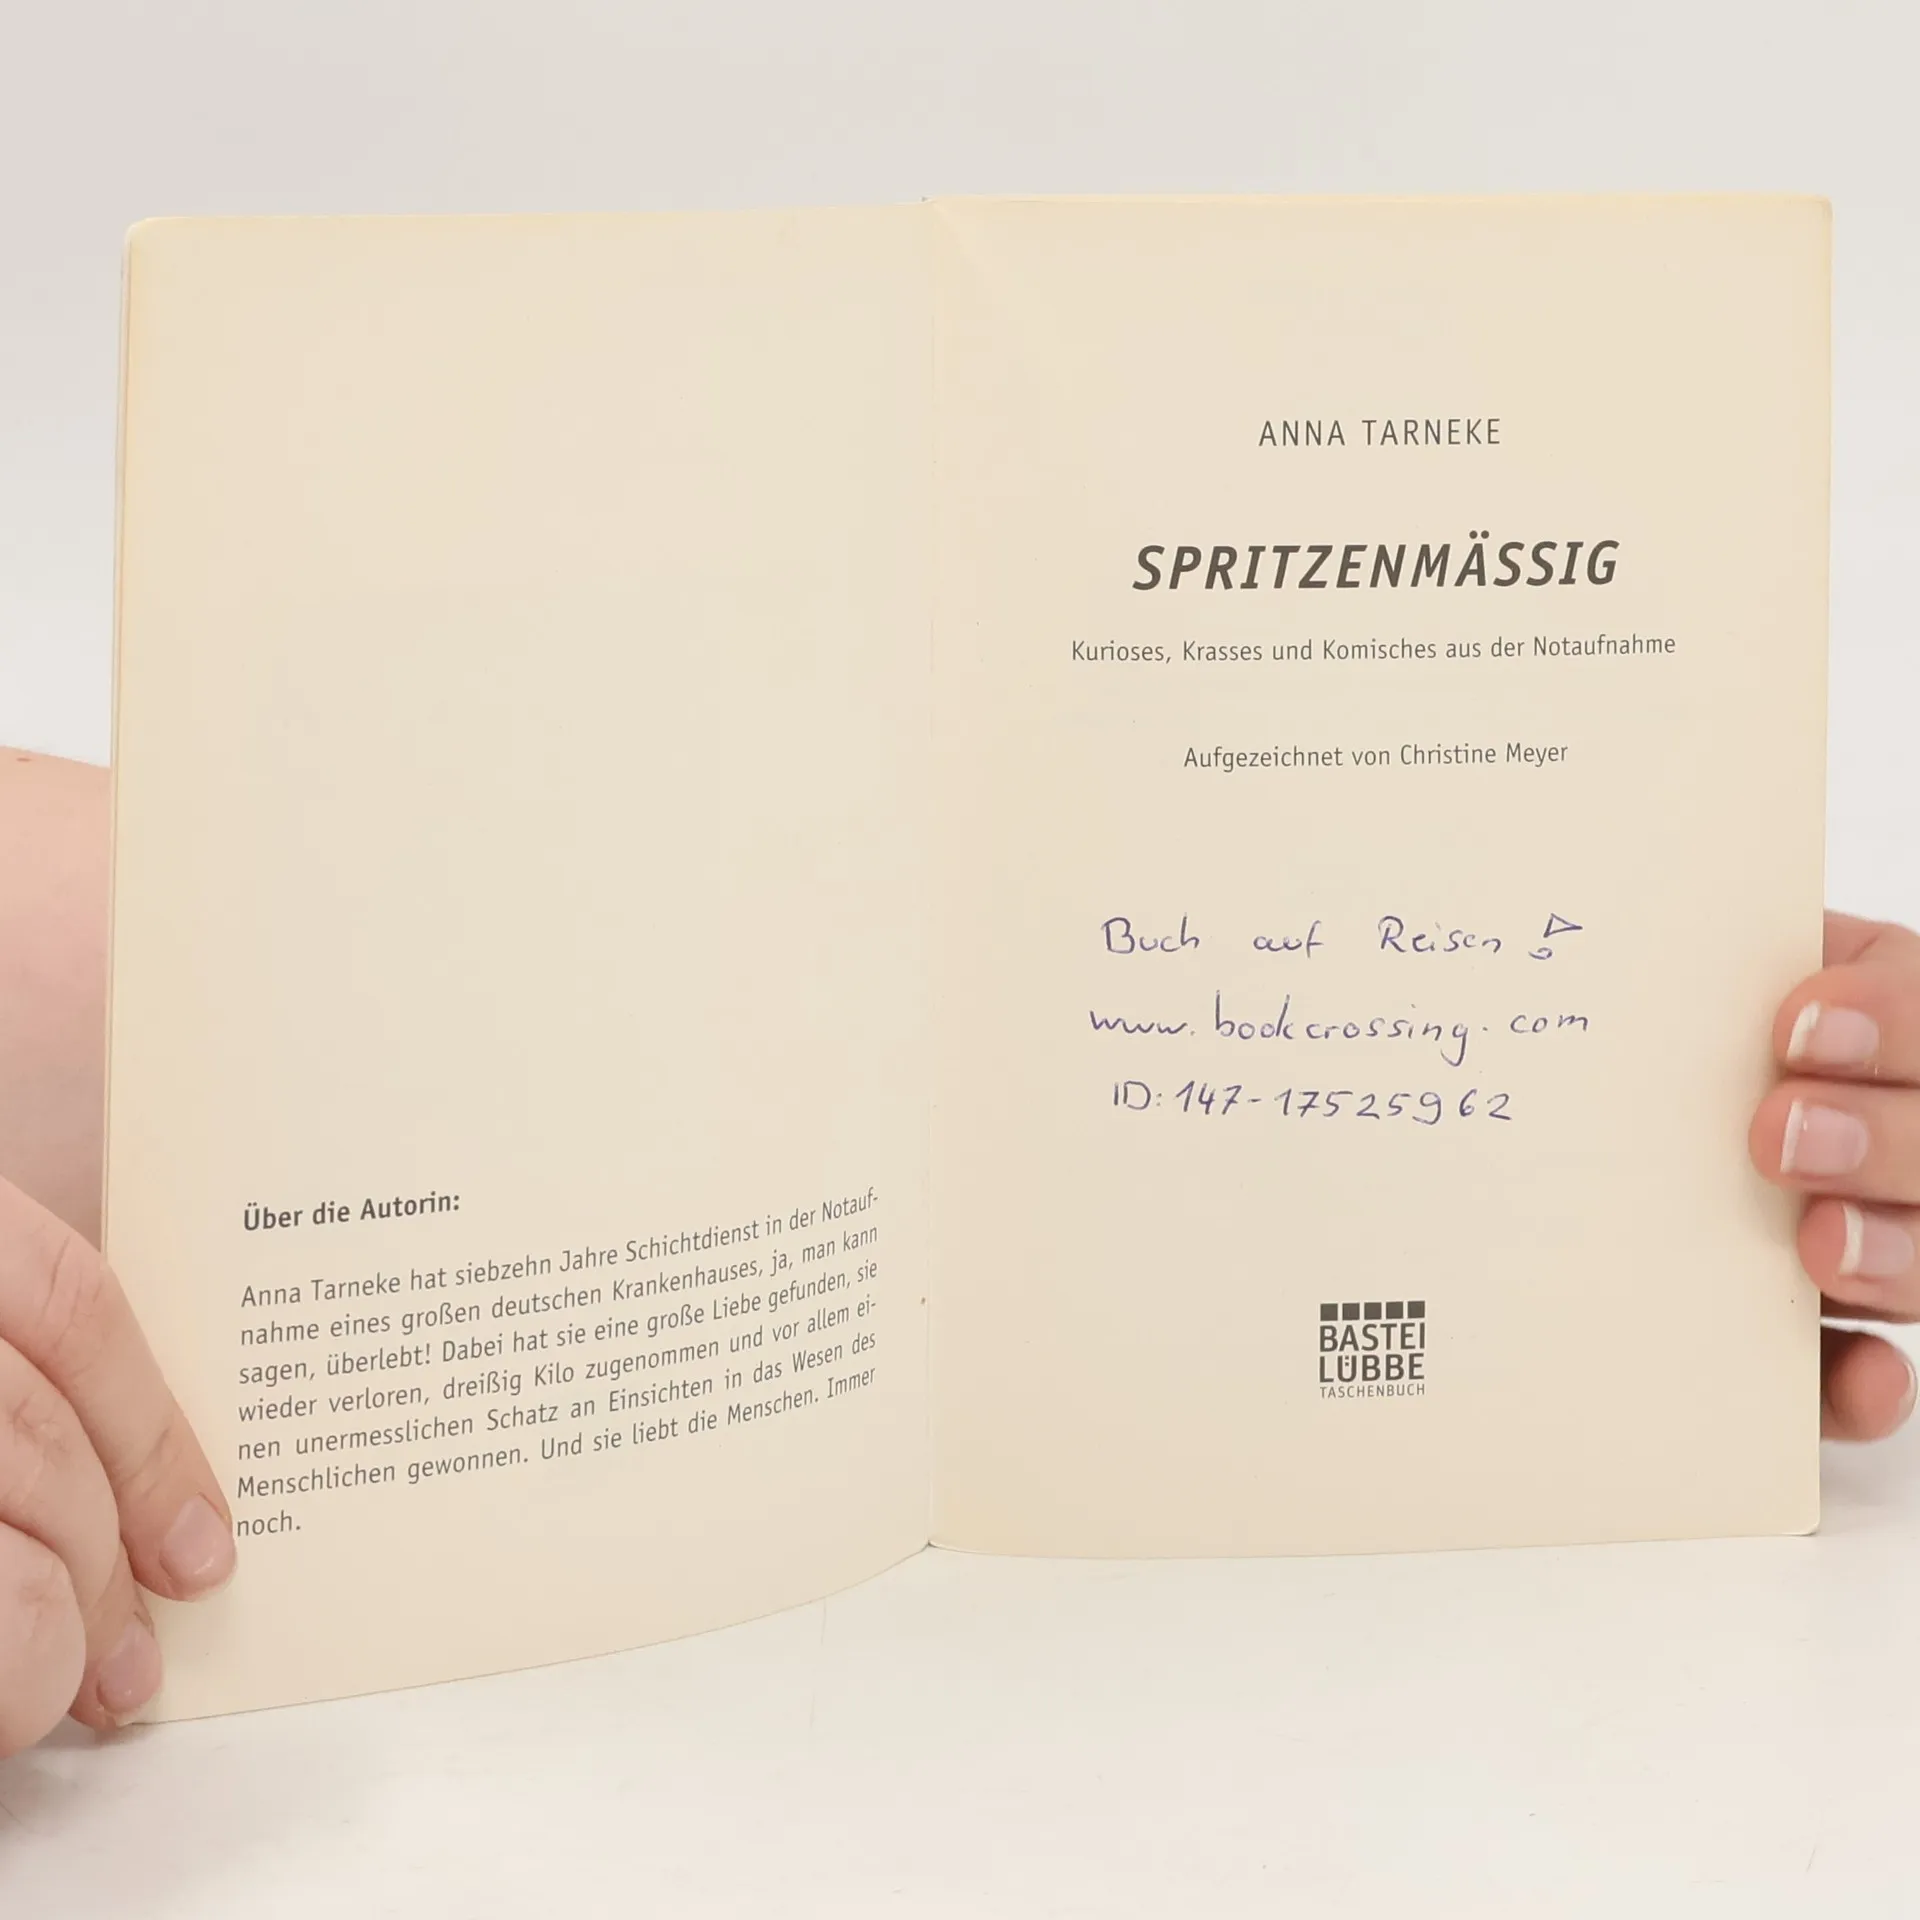 Über die Autorin:
Anna Tarneke hat siebzehn Jahre Schichtdienst in der Notauf-
nahme eines großen deutschen Krankenhauses, ja, man kann
sagen, überlebt! Dabei hat sie eine große Liebe gefunden, sie
wieder verloren, dreißig Kilo zugenommen und vor allem ei-
nen unermesslichen Schatz an Einsichten in das Wesen des
Menschlichen gewonnen. Und sie liebt die Menschen. Immer
noch.
ANNA TARNEKE
SPRITZENMÄSSIG
Kurioses, Krasses und Komisches aus der Notaufnahme
Aufgezeichnet von Christine Meyer
Buch auf Reisen !
www.bookcrossing.com
ID: 147-17525962
BASTEI
LÜBBE
TASCHENBUCH